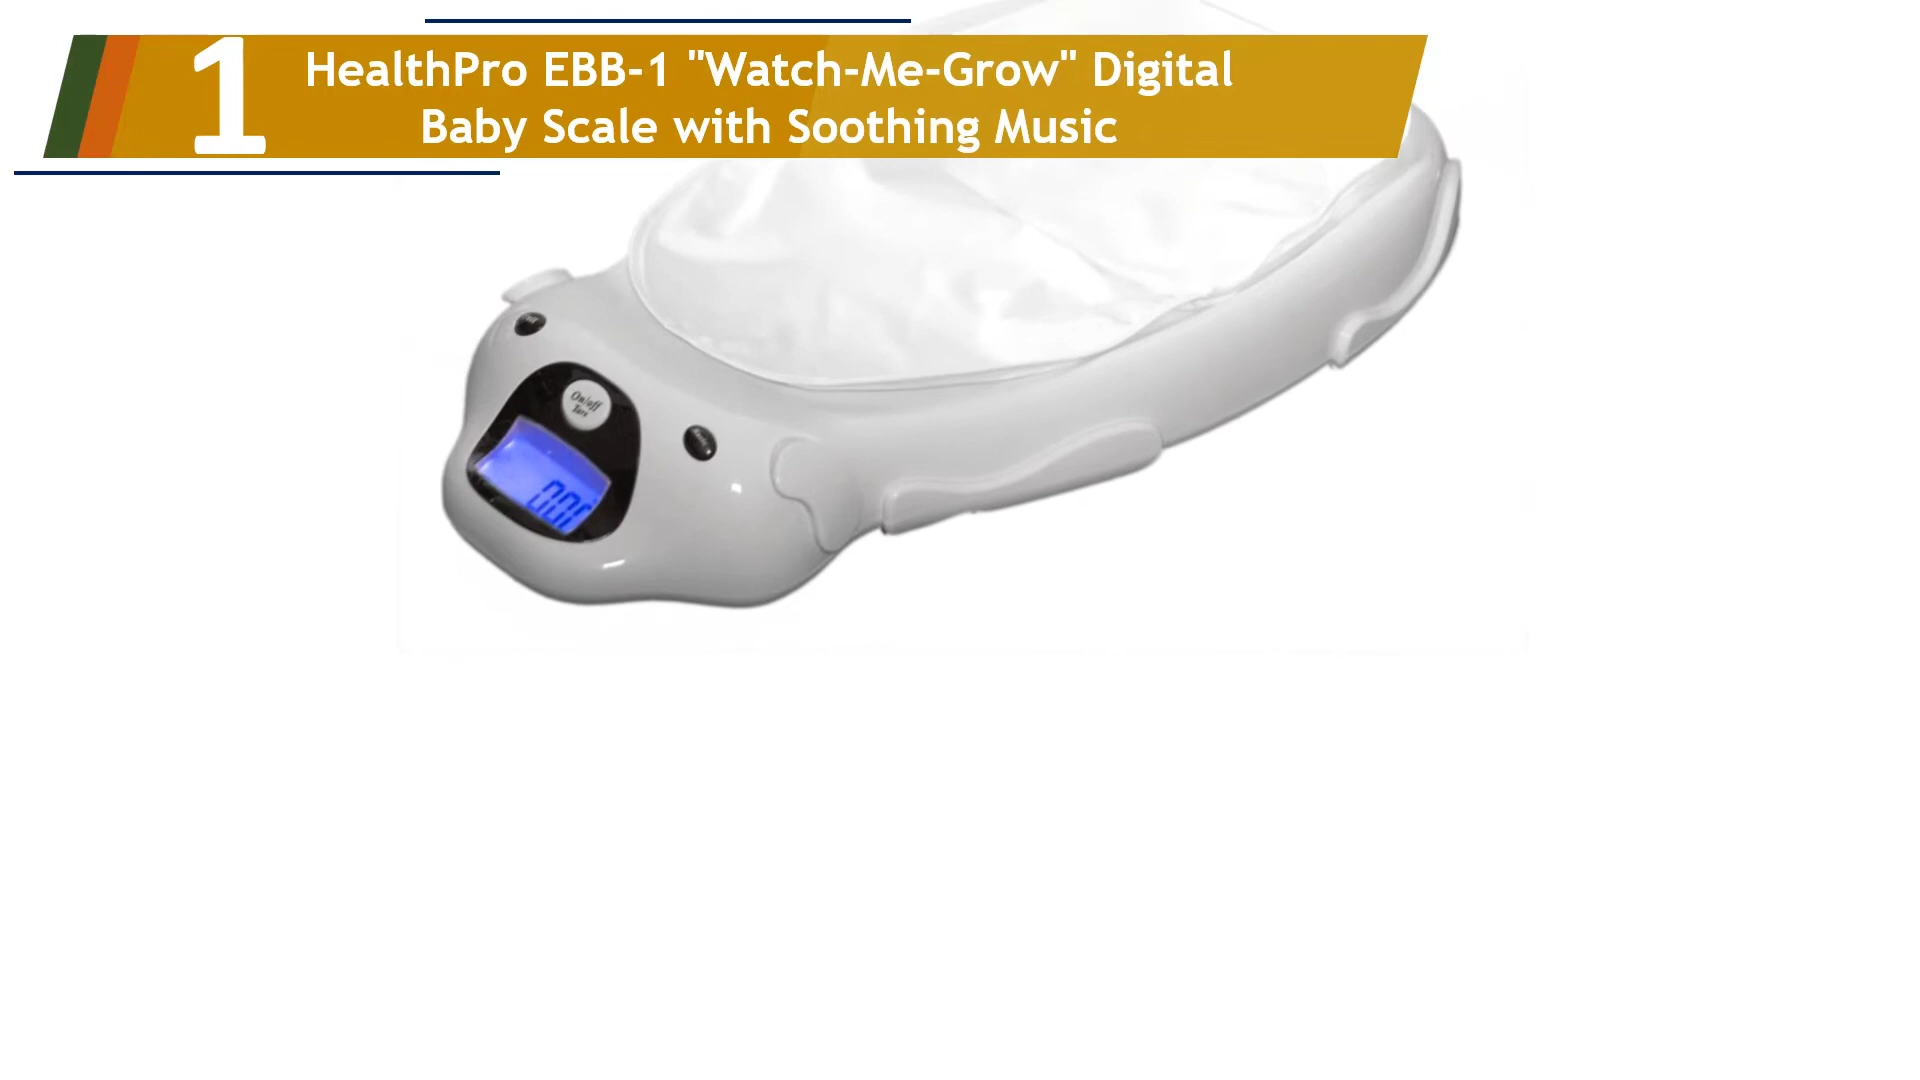 1
HealthPro EBB-1 "Watch-Me-Grow" Digital
Baby Scale with Soothing Music
On/off
Tare